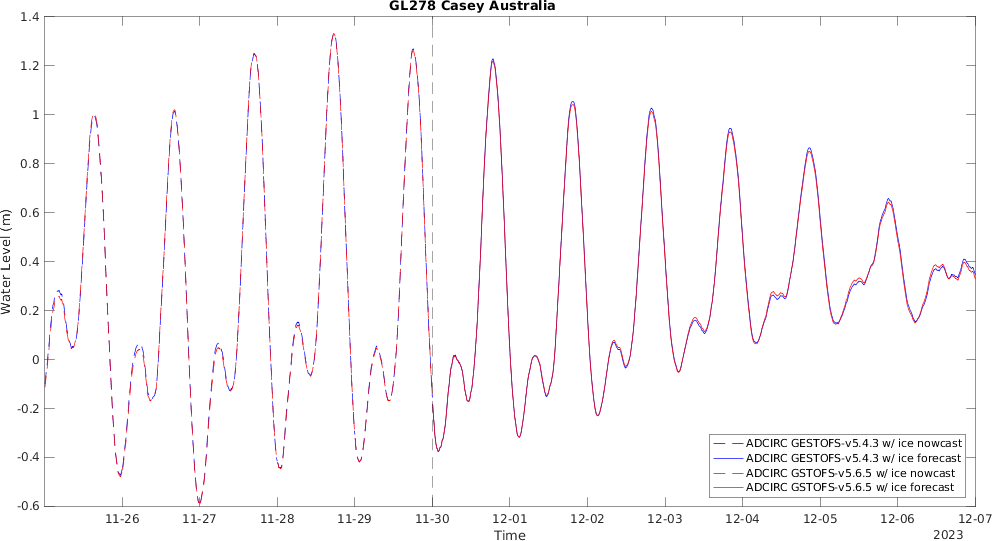 GL278 Casey Australia
Water Level (m)
1.4
1.2
1
0.8
0.6
0.4
0.2
0
-0.2
-0.4
-0.6
ADCIRC GESTOFS-v5.4.3 w/ ice nowcast
ADCIRC GESTOFS-v5.4.3 w/ ice forecast
ADCIRC GSTOFS-v5.6.5 w/ ice nowcast
ADCIRC GSTOFS-v5.6.5 w/ ice forecast
11-26 11-27 11-28 11-29 11-30 12-01 12-02 12-03 12-04 12-05 12-06 12-07
Time
2023